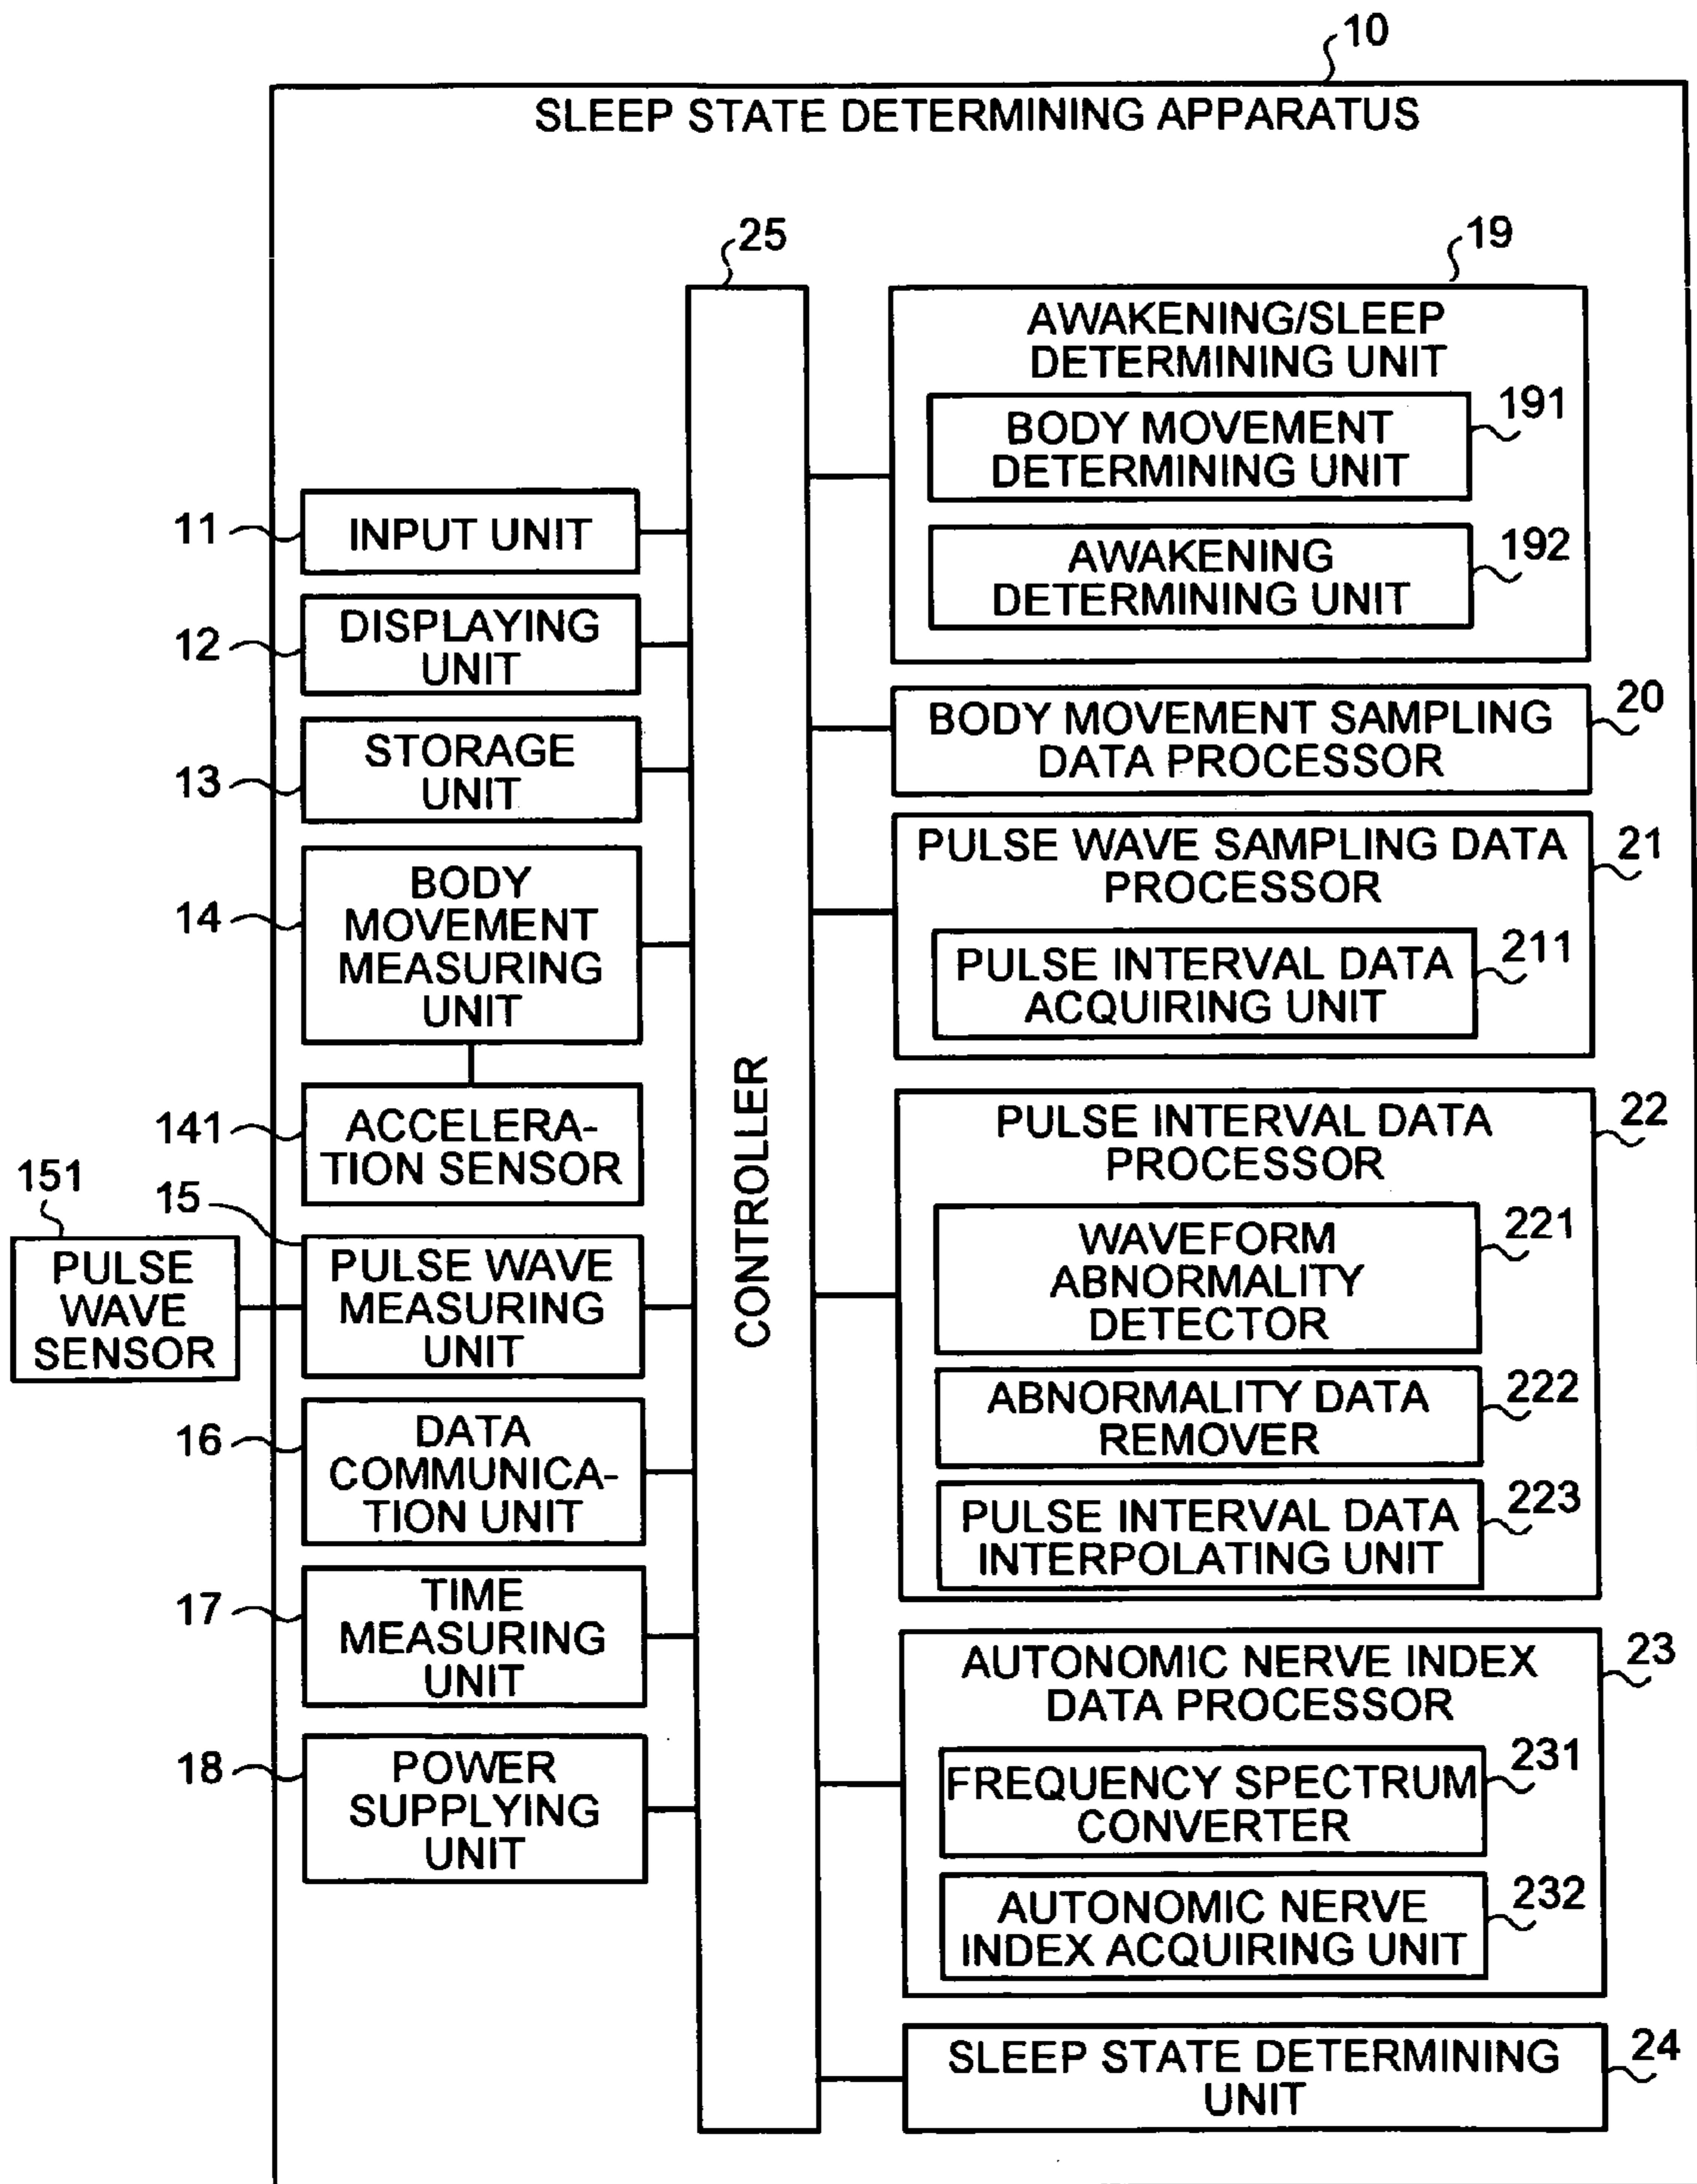 10
SLEEP STATE DETERMINING APPARATUS
25
19
AWAKENING/SLEEP
DETERMINING UNIT
191
BODY MOVEMENT
DETERMINING UNIT
192
AWAKENING
DETERMINING UNIT
11
INPUT UNIT
12
DISPLAYING
UNIT
13
STORAGE
UNIT
14
BODY
MOVEMENT
MEASURING
UNIT
141
ACCELERA-
TION SENSOR
151
PULSE
WAVE
SENSOR
15
PULSE WAVE
MEASURING
UNIT
16
DATA
COMMUNICA-
TION UNIT
17
TIME
MEASURING
UNIT
18
POWER
SUPPLYING
UNIT
CONTROLLER
20
BODY MOVEMENT SAMPLING
DATA PROCESSOR
21
PULSE WAVE SAMPLING DATA
PROCESSOR
211
PULSE INTERVAL DATA
ACQUIRING UNIT
22
PULSE INTERVAL DATA
PROCESSOR
221
WAVEFORM
ABNORMALITY
DETECTOR
222
ABNORMALITY DATA
REMOVER
223
PULSE INTERVAL DATA
INTERPOLATING UNIT
23
AUTONOMIC NERVE INDEX
DATA PROCESSOR
231
FREQUENCY SPECTRUM
CONVERTER
232
AUTONOMIC NERVE
INDEX ACQUIRING UNIT
24
SLEEP STATE DETERMINING
UNIT